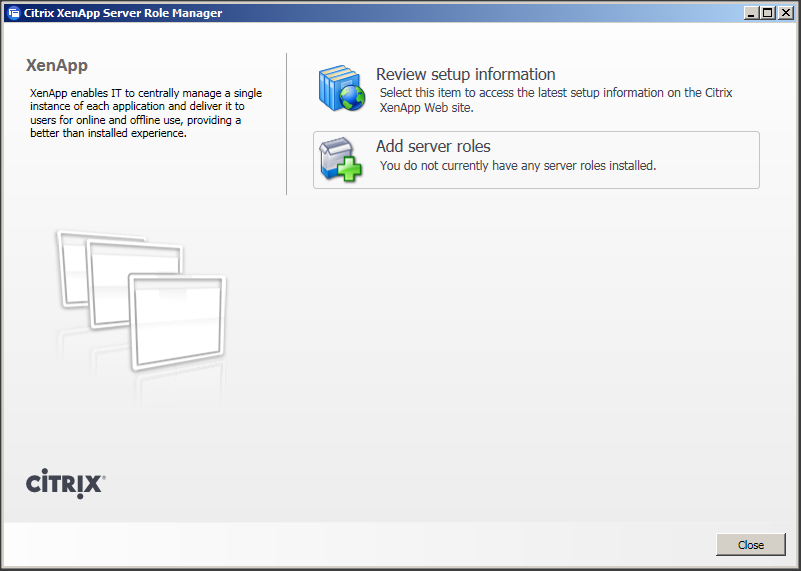 Citrix XenApp Server Role Manager
XenApp
XenApp enables IT to centrally manage a single
instance of each application and deliver it to
users for online and offline use, providing a
better than installed experience.
Review setup information
Select this item to access the latest setup information on the Citrix
XenApp Web site.
Add server roles
You do not currently have any server roles installed.
CITRIX®
Close